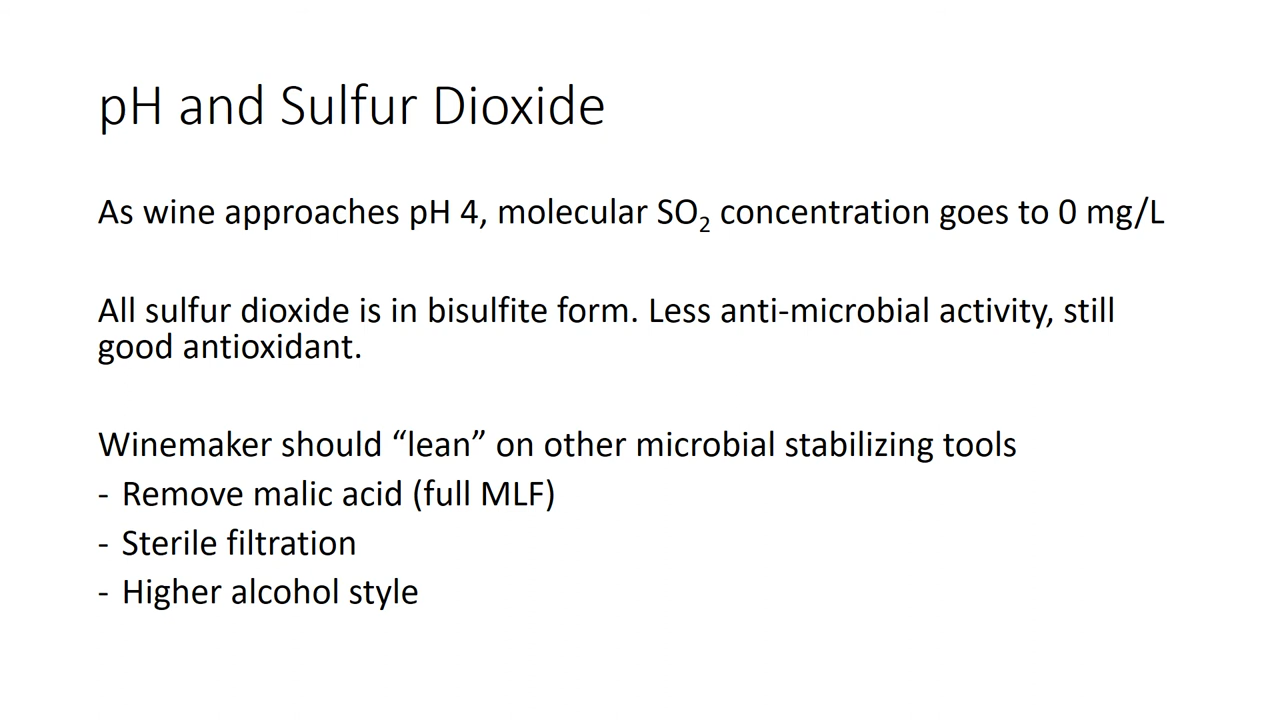 pH and Sulfur Dioxide
As wine approaches pH 4, molecular SO₂ concentration goes to 0 mg/L
All sulfur dioxide is in bisulfite form. Less anti-microbial activity, still
good antioxidant.
Winemaker should “lean” on other microbial stabilizing tools
- Remove malic acid (full MLF)
- Sterile filtration
- Higher alcohol style